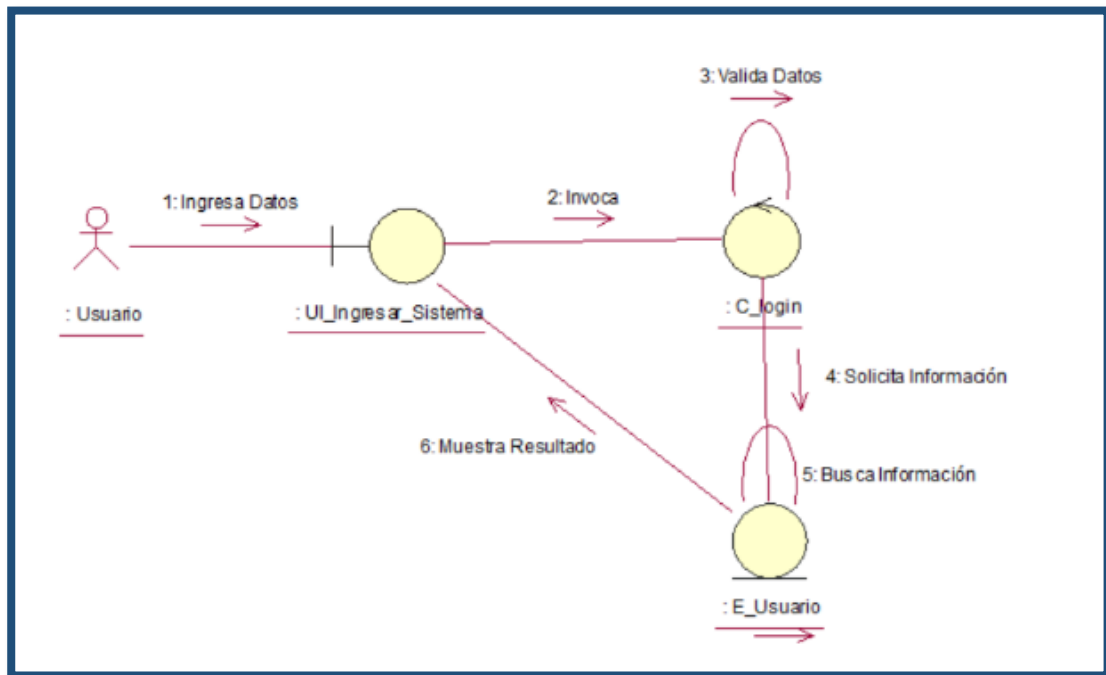 3: Valida Datos
1: Ingresa Datos
2: Invoca
: Usuario
: UI_Ingresar_Sistema
: C_login
4: Solicita Información
6: Muestra Resultado
5: Busca Información
: E_Usuario